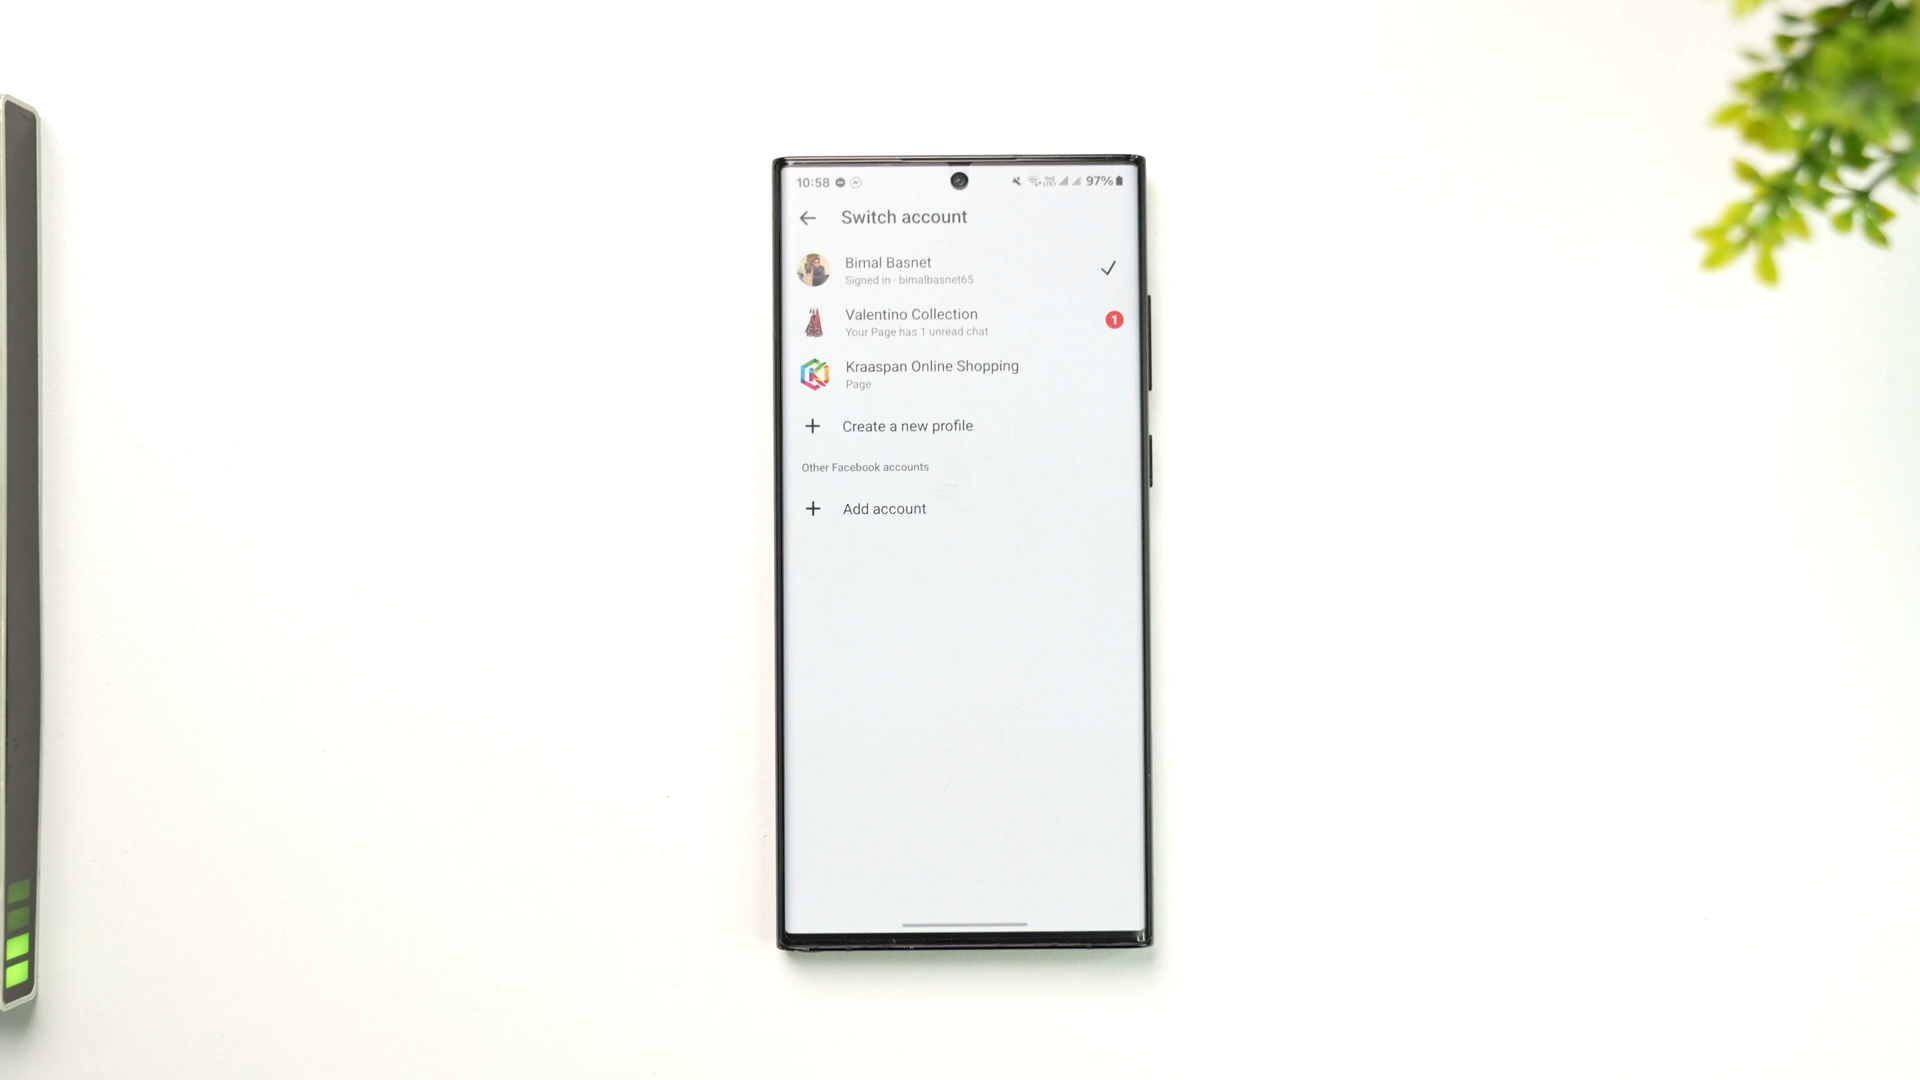 10:58 97%
Switch account
Bimal Basnet
Signed in · bimalbasnet65
Valentino Collection
Your Page has 1 unread chat
1
Kraaspan Online Shopping
Page
Create a new profile
Other Facebook accounts
Add account